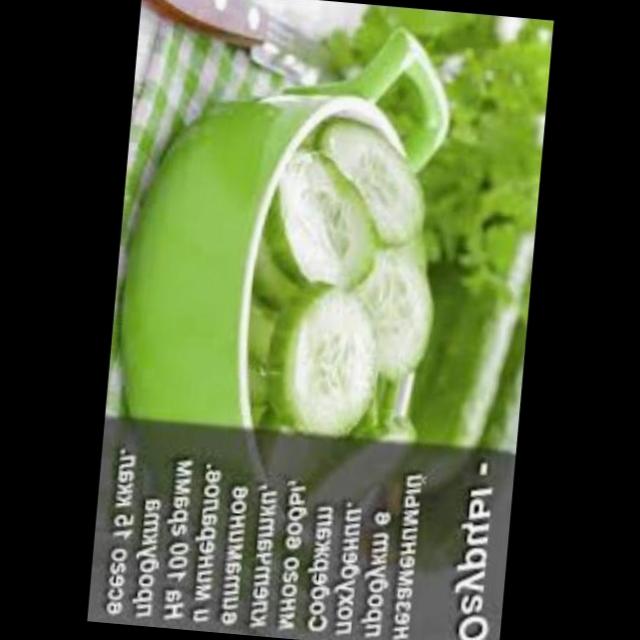 Огурцы -
незаменимый
продукт в
похудении.
Содержат
много воды,
клетчатки,
витаминов
и минералов.
На 100 грамм
продукта
всего 15 ккал.